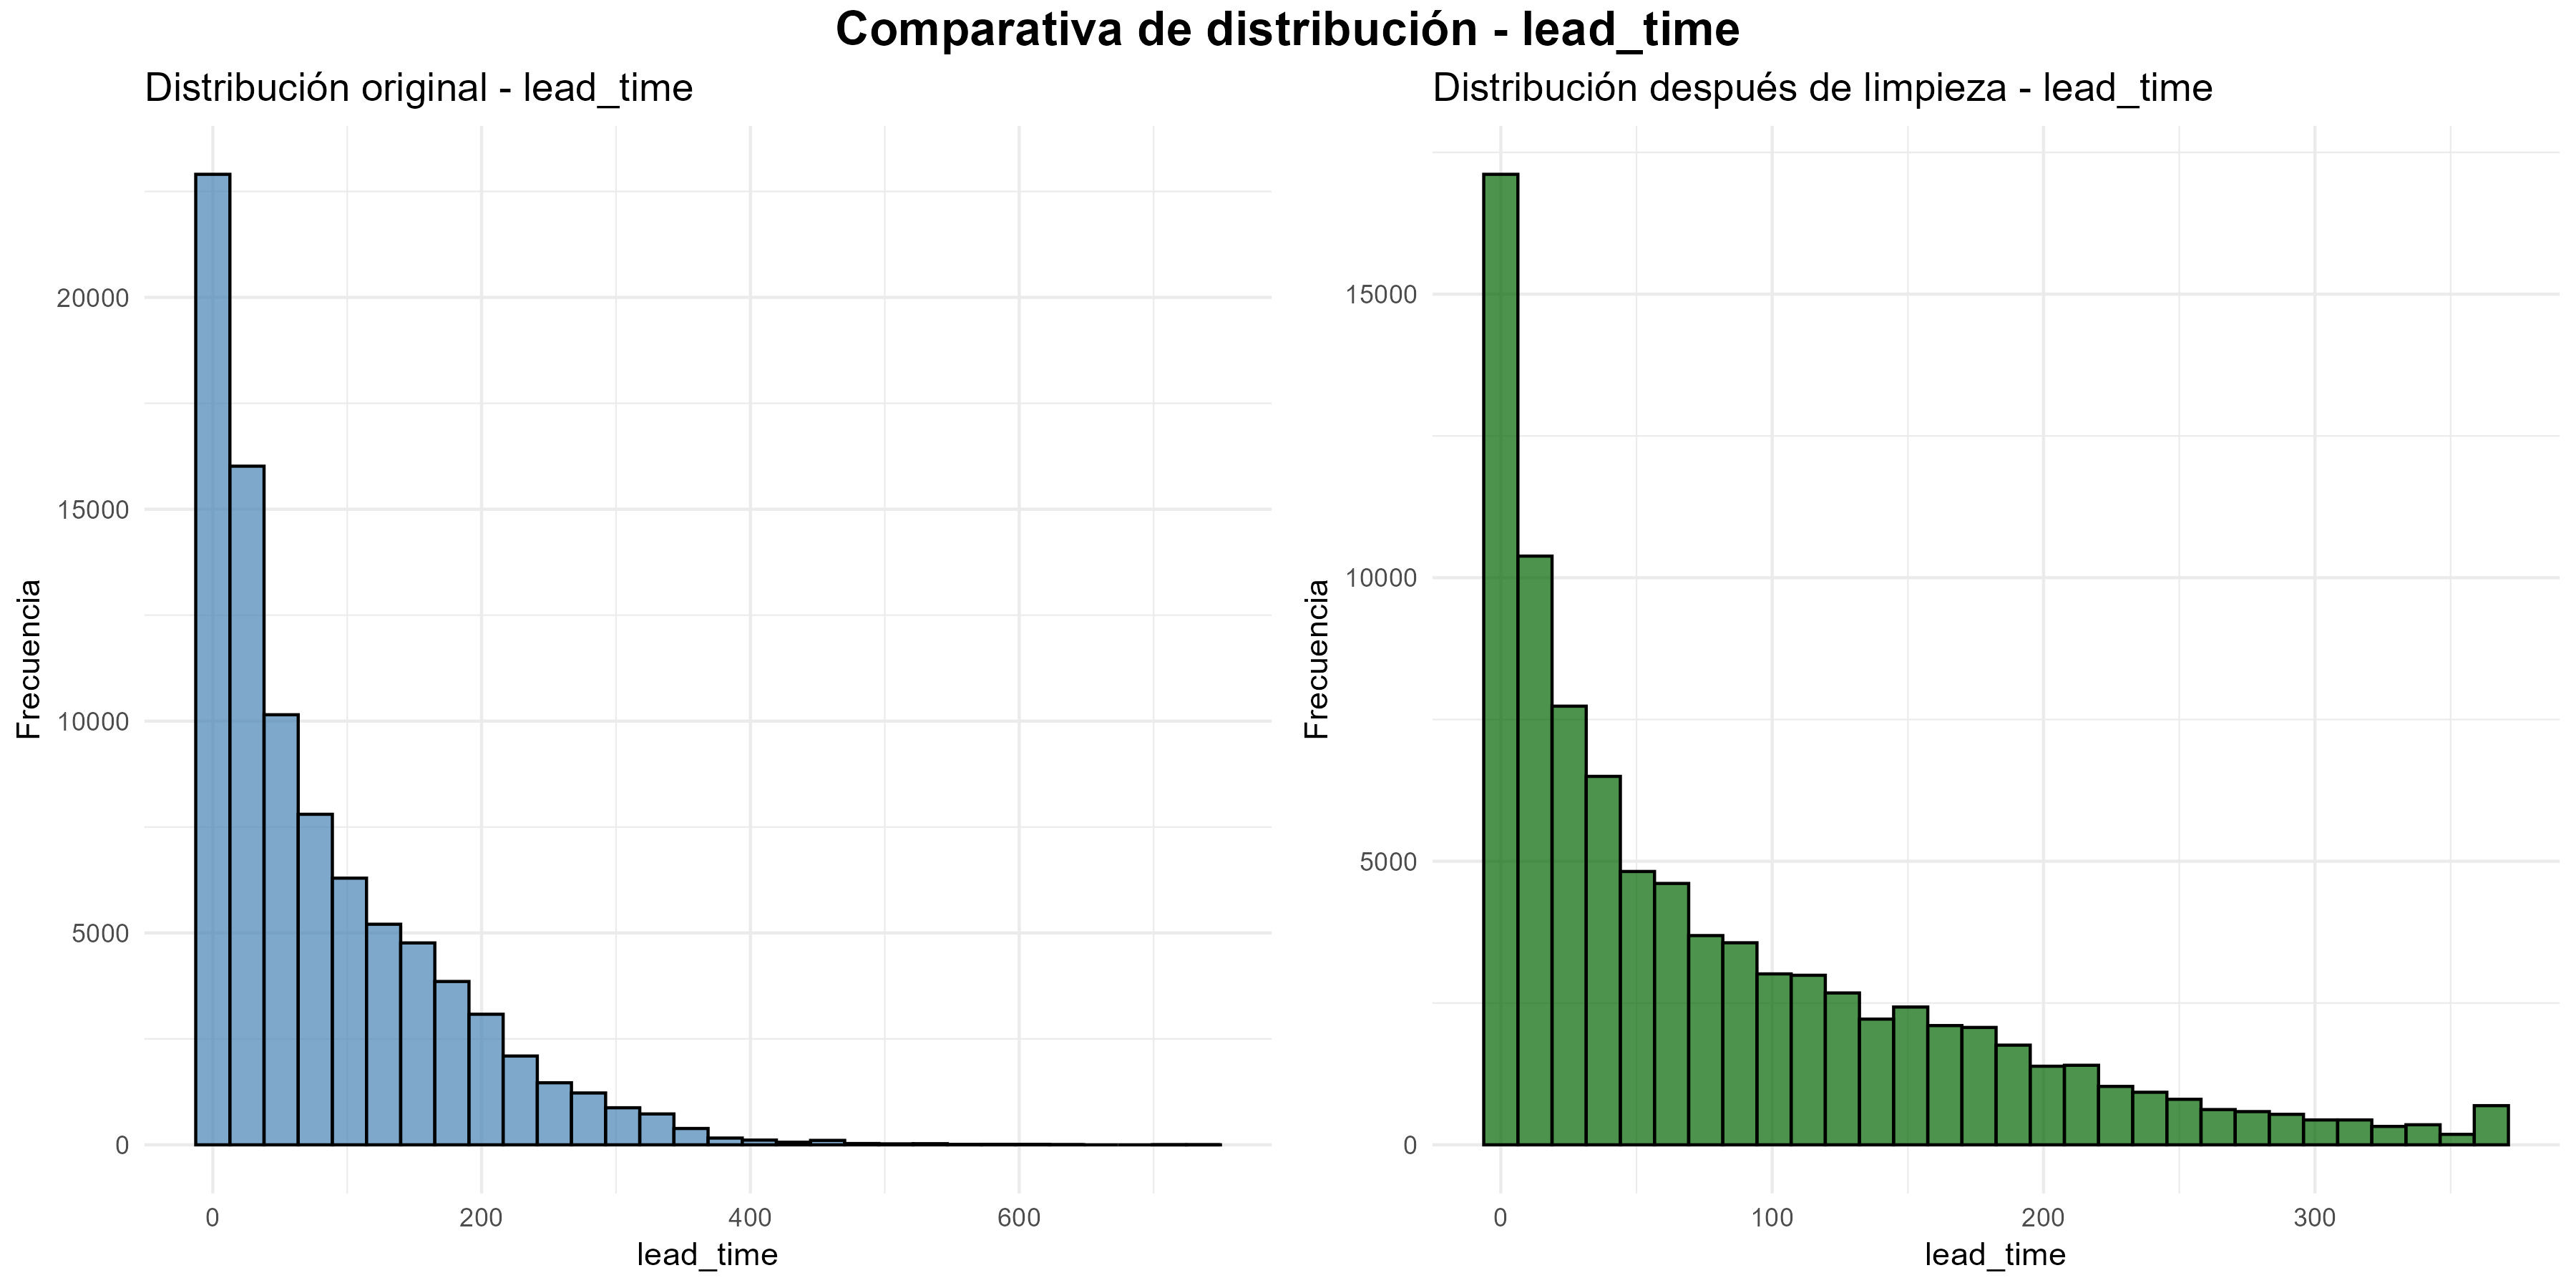 Comparativa de distribución - lead_time
Distribución original - lead_time
Frecuencia
20000
15000
10000
5000
0
0 200 400 600
lead_time
Distribución después de limpieza - lead_time
Frecuencia
15000
10000
5000
0
0 100 200 300
lead_time